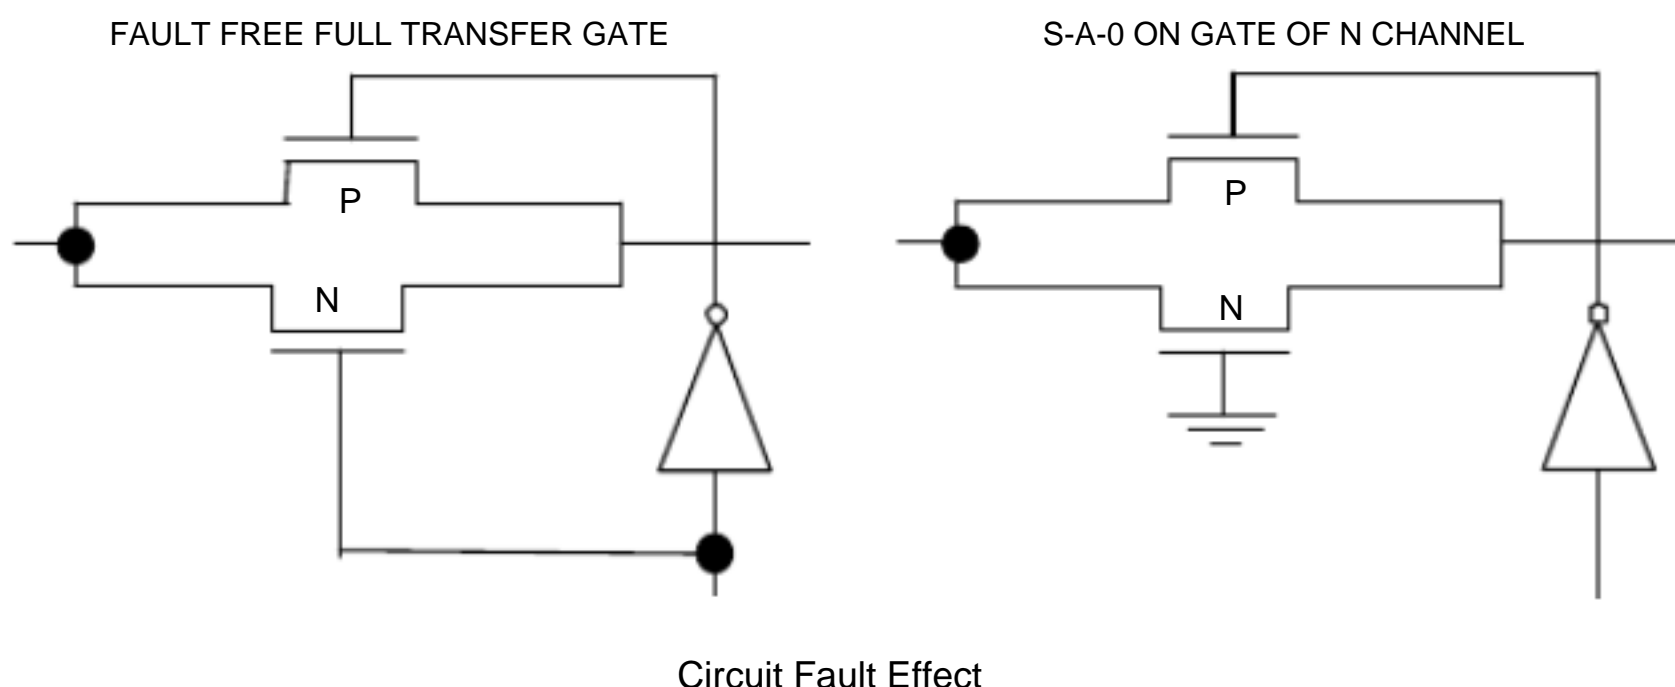 FAULT FREE FULL TRANSFER GATE
S-A-0 ON GATE OF N CHANNEL
P
N
P
N
Circuit Fault Effect